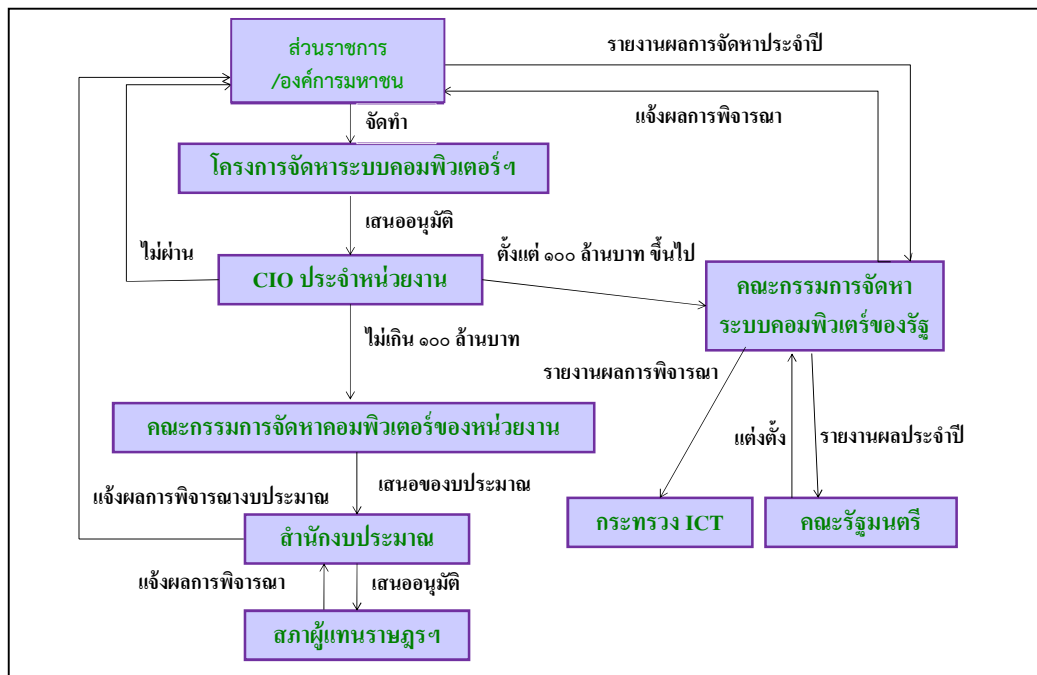 ส่วนราชการ
/องค์การมหาชน
รายงานผลการจัดหาประจำปี
แจ้งผลการพิจารณา
จัดทำ
โครงการจัดหาระบบคอมพิวเตอร์ฯ
เสนออนุมัติ
ไม่ผ่าน
ตั้งแต่ ๑๐๐ ล้านบาท ขึ้นไป
CIO ประจำหน่วยงาน
คณะกรรมการจัดหา
ระบบคอมพิวเตร์ของรัฐ
ไม่เกิน ๑๐๐ ล้านบาท
รายงานผลการพิจารณา
คณะกรรมการจัดหาคอมพิวเตอร์ของหน่วยงาน
แต่งตั้ง
รายงานผลประจำปี
แจ้งผลการพิจารณางบประมาณ
เสนอของบประมาณ
กระทรวง ICT
คณะรัฐมนตรี
สำนักงบประมาณ
แจ้งผลการพิจารณา
เสนออนุมัติ
สภาผู้แทนราษฎรฯ